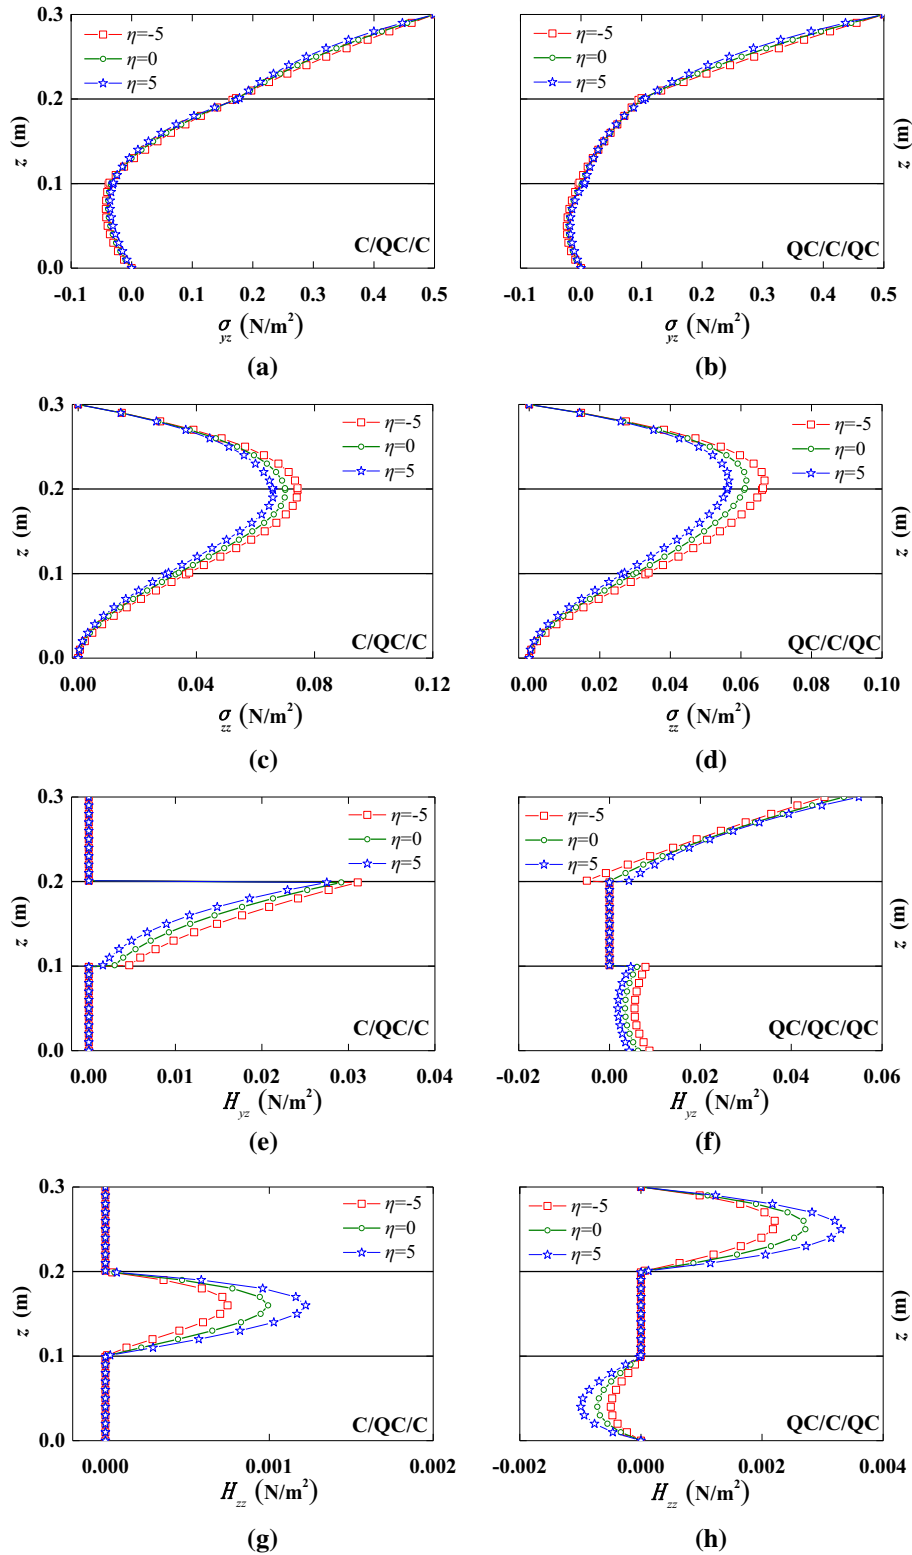 0.3
0.2
0.1
0.0
z (m)
η=-5
η=0
η=5
C/QC/C
-0.1 0.0 0.1 0.2 0.3 0.4 0.5
σyz (N/m²)
(a)
η=-5
η=0
η=5
z (m)
QC/C/QC
-0.1 0.0 0.1 0.2 0.3 0.4 0.5
σyz (N/m²)
(b)
0.3
0.2
0.1
0.0
z (m)
η=-5
η=0
η=5
C/QC/C
0.00 0.04 0.08 0.12
σzz (N/m²)
(c)
η=-5
η=0
η=5
z (m)
QC/C/QC
0.00 0.02 0.04 0.06 0.08 0.10
σzz (N/m²)
(d)
0.3
0.2
0.1
0.0
z (m)
η=-5
η=0
η=5
C/QC/C
0.00 0.01 0.02 0.03 0.04
Hyz (N/m²)
(e)
η=-5
η=0
η=5
z (m)
QC/QC/QC
-0.02 0.00 0.02 0.04 0.06
Hyz (N/m²)
(f)
0.3
0.2
0.1
0.0
z (m)
η=-5
η=0
η=5
C/QC/C
0.000 0.001 0.002
Hzz (N/m²)
(g)
η=-5
η=0
η=5
z (m)
QC/C/QC
-0.002 0.000 0.002 0.004
Hzz (N/m²)
(h)